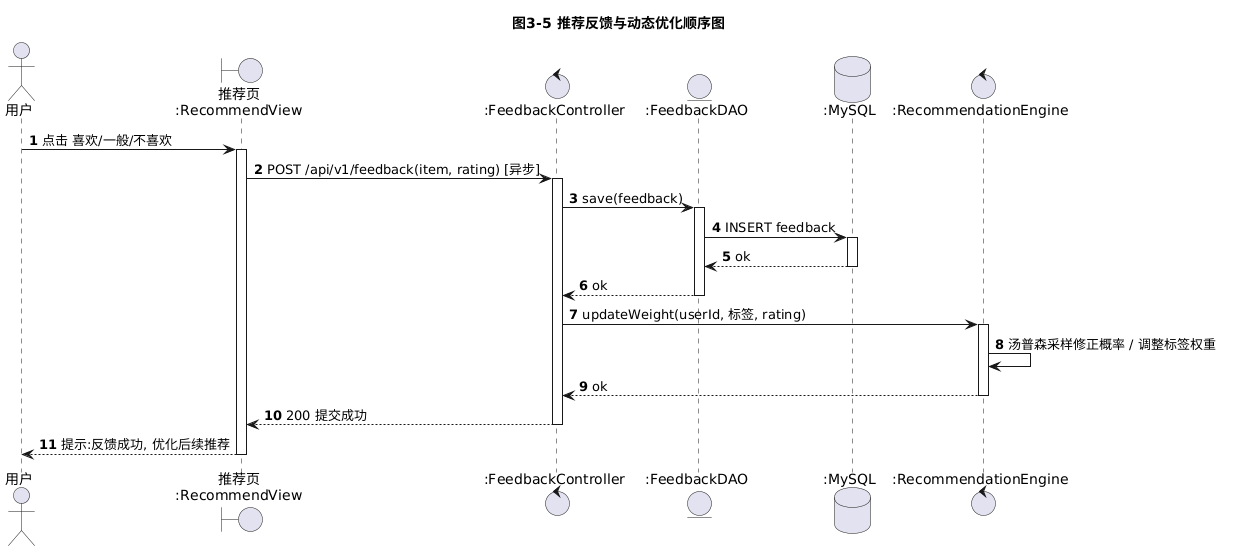 图3-5 推荐反馈与动态优化顺序图
用户
推荐页
:RecommendView
:FeedbackController
:FeedbackDAO
:MySQL
:RecommendationEngine
1 点击 喜欢/一般/不喜欢
2 POST /api/v1/feedback(item, rating) [异步]
3 save(feedback)
4 INSERT feedback
5 ok
6 ok
7 updateWeight(userId, 标签, rating)
8 汤普森采样修正概率 / 调整标签权重
9 ok
10 200 提交成功
11 提示:反馈成功, 优化后续推荐
用户
推荐页
:RecommendView
:FeedbackController
:FeedbackDAO
:MySQL
:RecommendationEngine